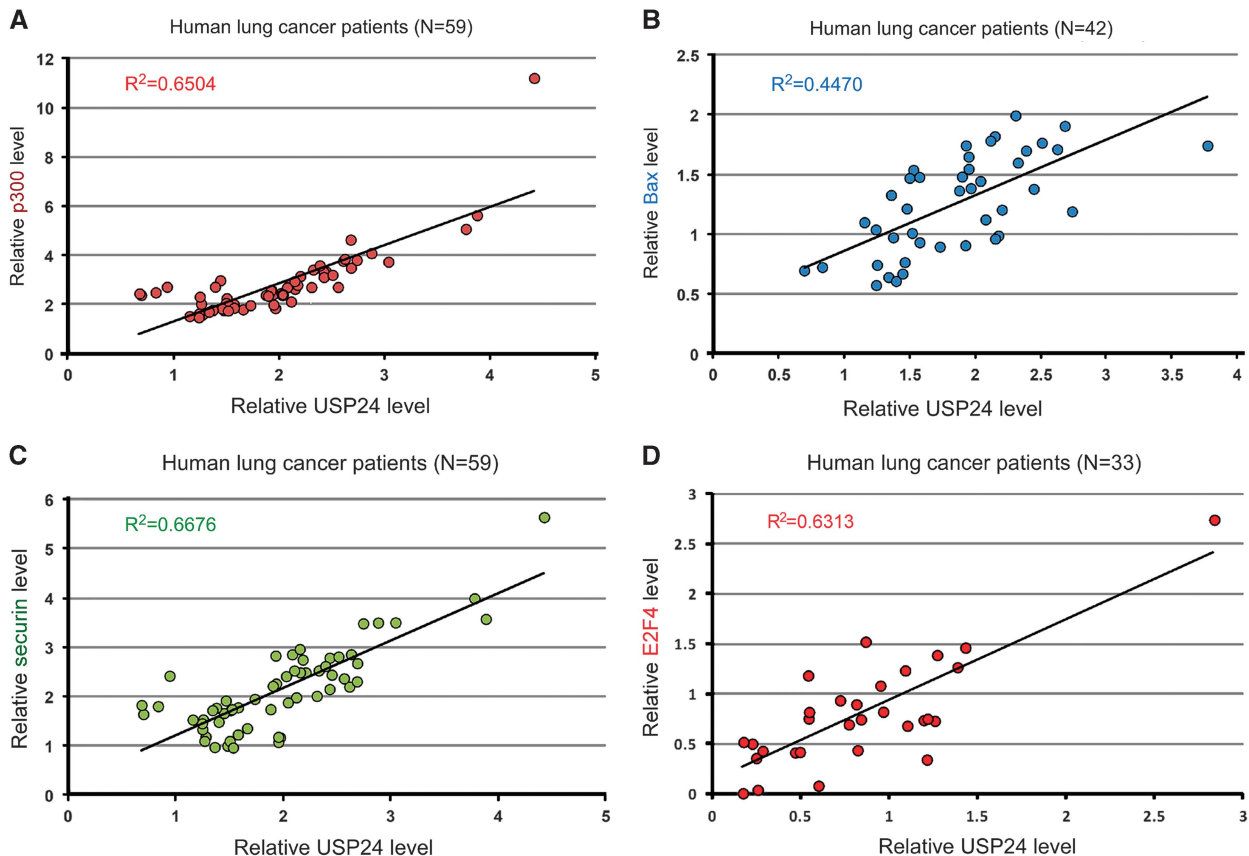 A
Human lung cancer patients (N=59)
R²=0.6504
Relative p300 level
12
10
8
6
4
2
0
0 1 2 3 4 5
Relative USP24 level
B
Human lung cancer patients (N=42)
R²=0.4470
Relative Bax level
2.5
2
1.5
1
0.5
0
0 0.5 1 1.5 2 2.5 3 3.5 4
Relative USP24 level
C
Human lung cancer patients (N=59)
R²=0.6676
Relative securin level
6
5
4
3
2
1
0
0 1 2 3 4 5
Relative USP24 level
D
Human lung cancer patients (N=33)
R²=0.6313
Relative E2F4 level
3
2.5
2
1.5
1
0.5
0
0 0.5 1 1.5 2 2.5 3
Relative USP24 level